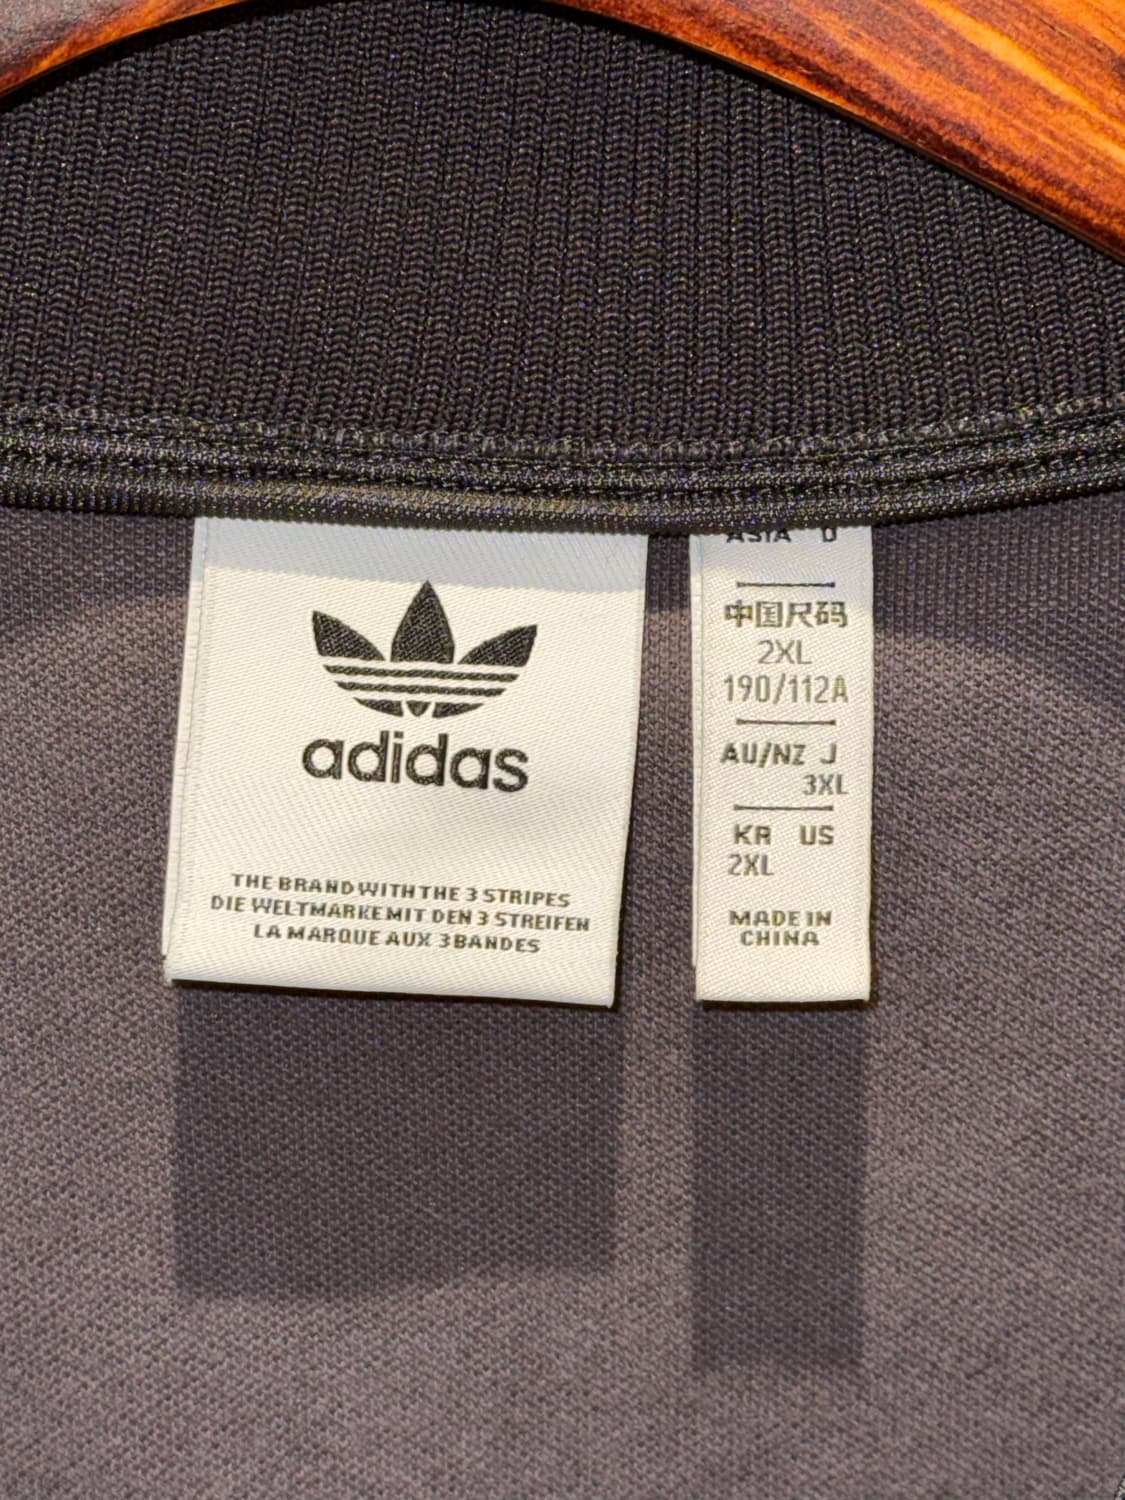 adidas
THE BRAND WITH THE 3 STRIPES
DIE WELTMARKE MIT DEN 3 STREIFEN
LA MARQUE AUX 3 BANDES
ASIA
中国尺码
2XL
190/112A
AU/NZ J
3XL
KR US
2XL
MADE IN
CHINA